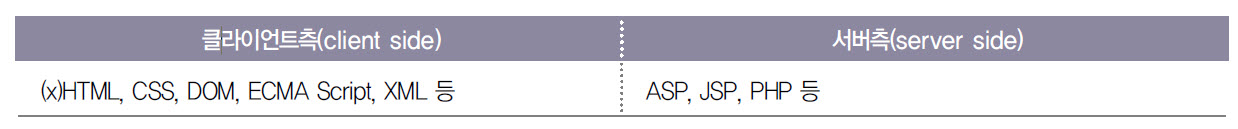 클라이언트측(client side) 서버측(server side)
(x)HTML, CSS, DOM, ECMA Script, XML 등 ASP, JSP, PHP 등